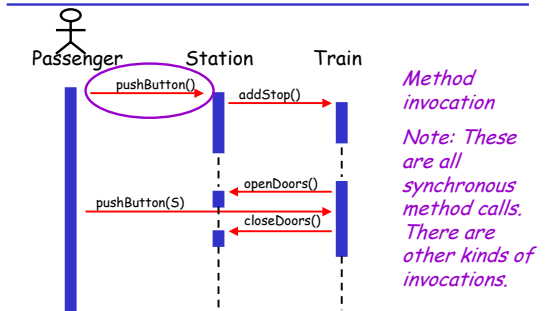 Passenger Station Train
pushButton()
addStop()
openDoors()
pushButton(S)
closeDoors()
Method
invocation
Note: These
are all
synchronous
method calls.
There are
other kinds of
invocations.